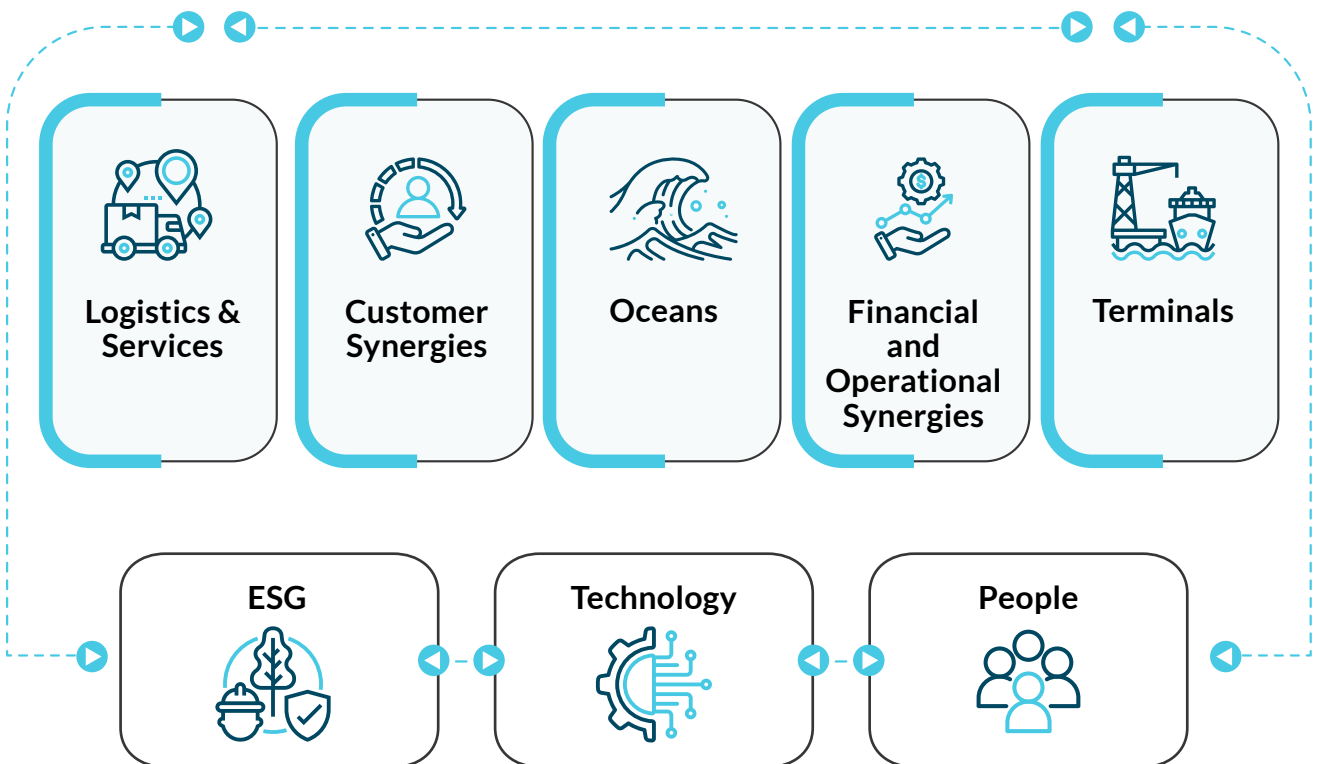 Logistics &
Services
Customer
Synergies
Oceans
Financial
and
Operational
Synergies
Terminals
ESG
Technology
People